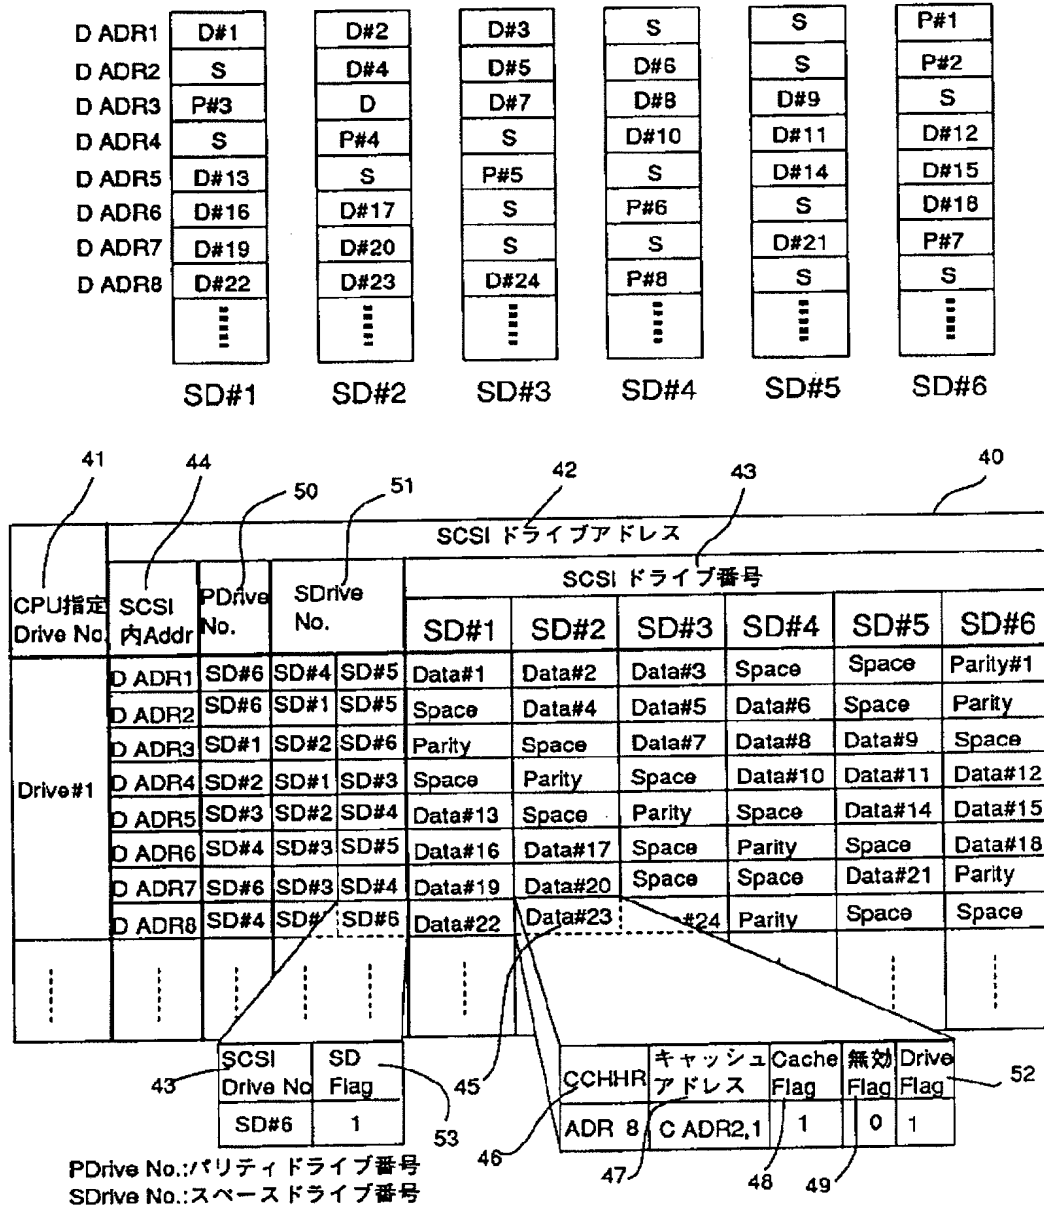 D ADR1 D#1 D#2 D#3 S S P#1
D ADR2 S D#4 D#5 D#6 S P#2
D ADR3 P#3 D D#7 D#8 D#9 S
D ADR4 S P#4 S D#10 D#11 D#12
D ADR5 D#13 S P#5 S D#14 D#15
D ADR6 D#16 D#17 S P#6 S D#18
D ADR7 D#19 D#20 S S D#21 P#7
D ADR8 D#22 D#23 D#24 P#8 S S
SD#1 SD#2 SD#3 SD#4 SD#5 SD#6
41 44 50 51 42 43 40
SCSI ドライブアドレス
CPU指定 Drive No. SCSI 内Addr PDrive No. SDrive No. SCSI ドライブ番号
SD#1 SD#2 SD#3 SD#4 SD#5 SD#6
Drive#1
D ADR1 SD#6 SD#4 SD#5 Data#1 Data#2 Data#3 Space Space Parity#1
D ADR2 SD#6 SD#1 SD#5 Space Data#4 Data#5 Data#6 Space Parity
D ADR3 SD#1 SD#2 SD#6 Parity Space Data#7 Data#8 Data#9 Space
D ADR4 SD#2 SD#1 SD#3 Space Parity Space Data#10 Data#11 Data#12
D ADR5 SD#3 SD#2 SD#4 Data#13 Space Parity Space Data#14 Data#15
D ADR6 SD#4 SD#3 SD#5 Data#16 Data#17 Space Parity Space Data#18
D ADR7 SD#6 SD#3 SD#4 Data#19 Data#20 Space Space Data#21 Parity
D ADR8 SD#4 SD# SD#6 Data#22 Data#23 #24 Parity Space Space
43 SCSI Drive No SD Flag
SD#6 1
53 45
46 CCHHR キャッシュアドレス Cache Flag 無効 Flag Drive Flag 52
ADR 8 C ADR2,1 1 0 1
47 48 49
PDrive No.:パリティドライブ番号
SDrive No.:スペースドライブ番号